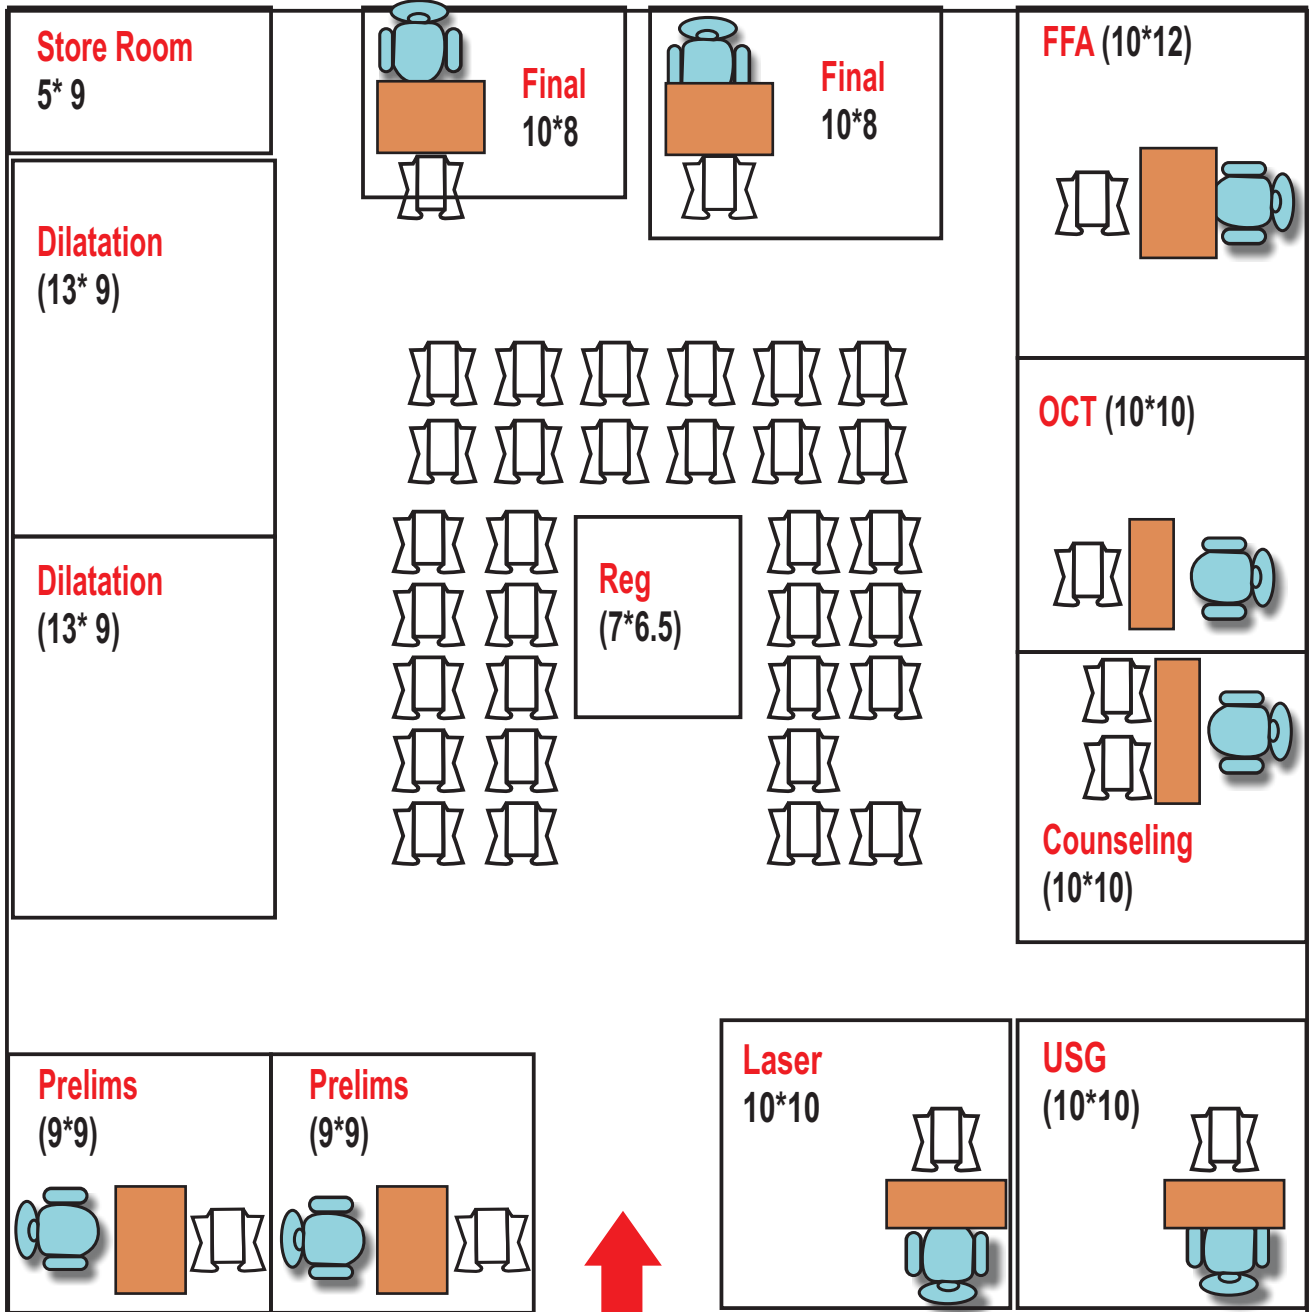 Store Room
5* 9
Final
10*8
Final
10*8
FFA (10*12)
Dilatation
(13* 9)
OCT (10*10)
Dilatation
(13* 9)
Reg
(7*6.5)
Counseling
(10*10)
Prelims
(9*9)
Prelims
(9*9)
Laser
10*10
USG
(10*10)